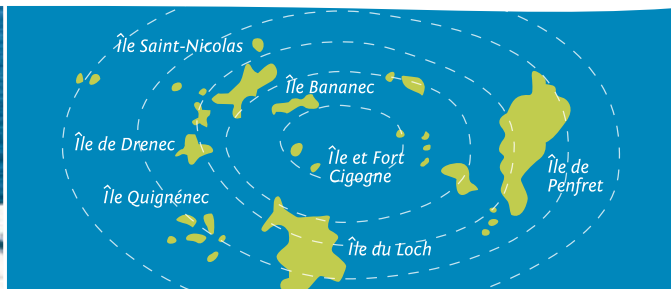 Île Saint-Nicolas
Île Bananec
Île de Drenec
Île et Fort
Cigogne
Île de
Penfret
Île Quignénec
Île du Loch